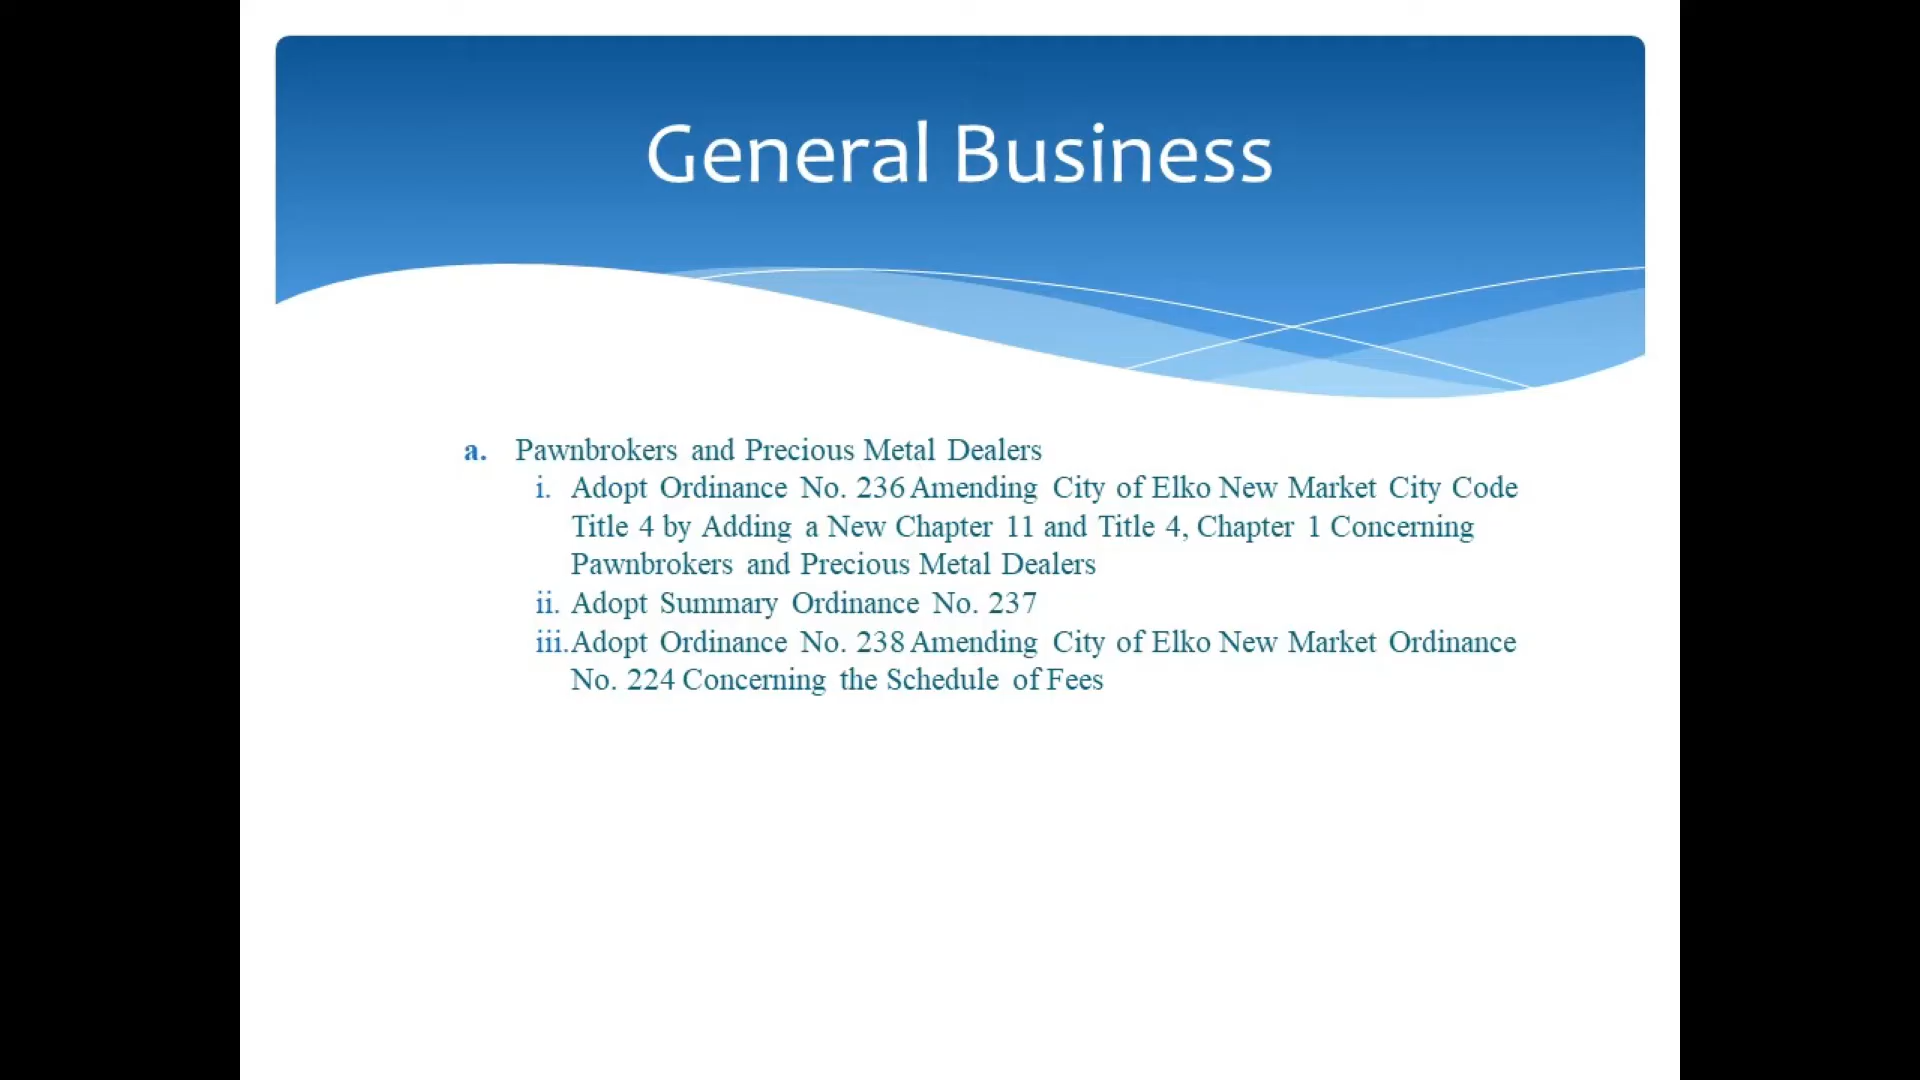 General Business
a. Pawnbrokers and Precious Metal Dealers
i. Adopt Ordinance No. 236 Amending City of Elko New Market City Code
Title 4 by Adding a New Chapter 11 and Title 4, Chapter 1 Concerning
Pawnbrokers and Precious Metal Dealers
ii. Adopt Summary Ordinance No. 237
iii. Adopt Ordinance No. 238 Amending City of Elko New Market Ordinance
No. 224 Concerning the Schedule of Fees